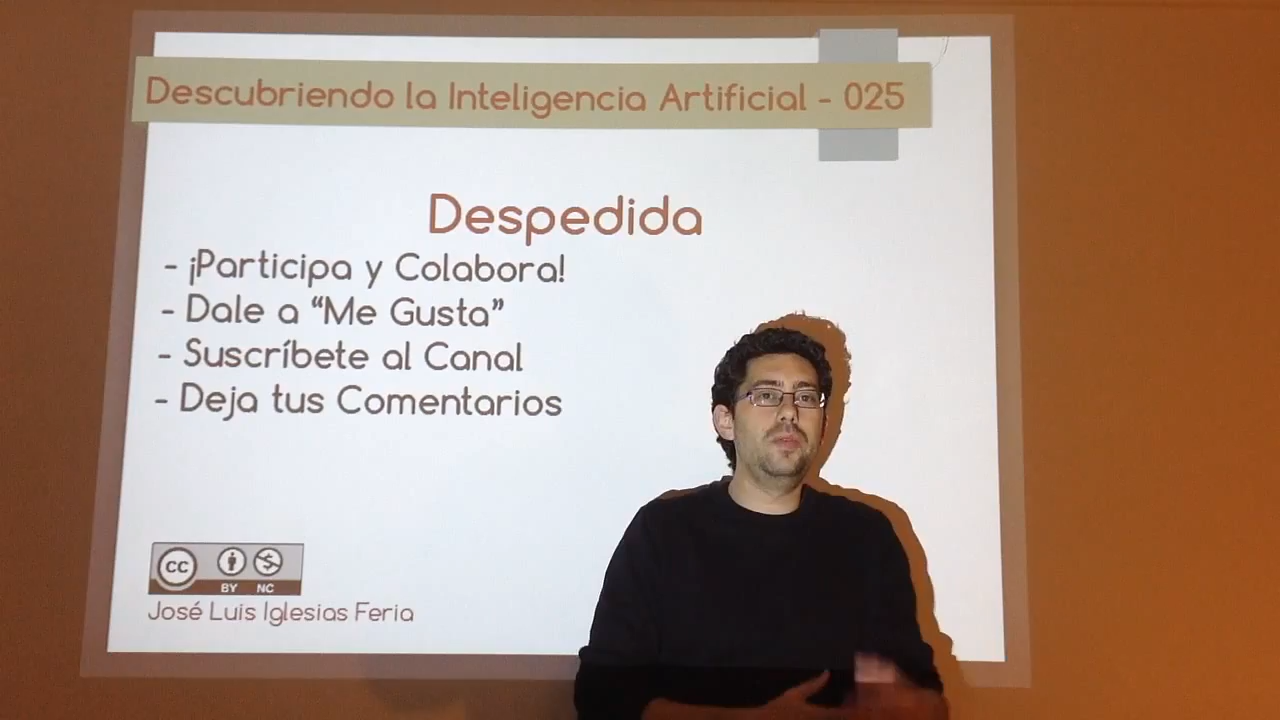 Descubriendo la Inteligencia Artificial - 025
Despedida
- ¡Participa y Colabora!
- Dale a “Me Gusta”
- Suscríbete al Canal
- Deja tus Comentarios
CC
BY NC
José Luis Iglesias Feria